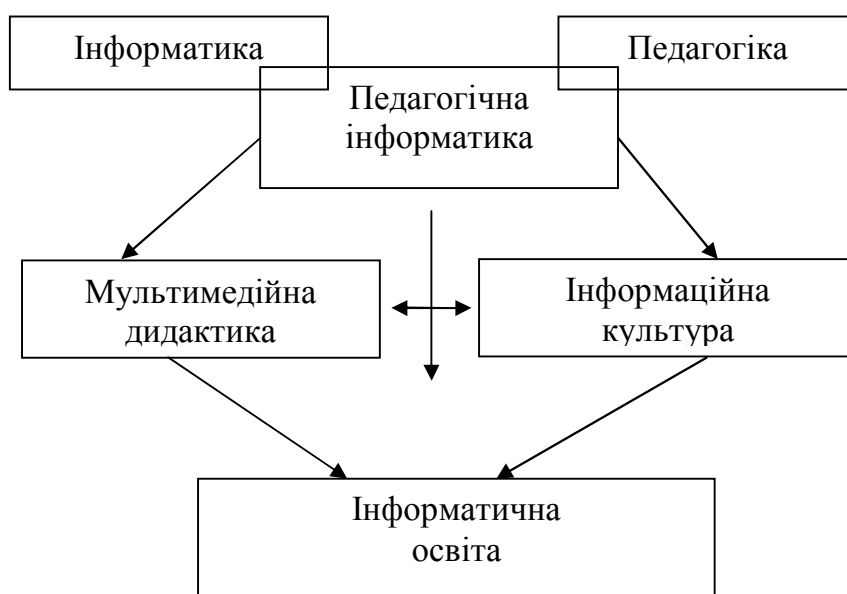 Інформатика
Педагогіка
Педагогічна
інформатика
Мультимедійна
дидактика
Інформаційна
культура
Інформатична
освіта